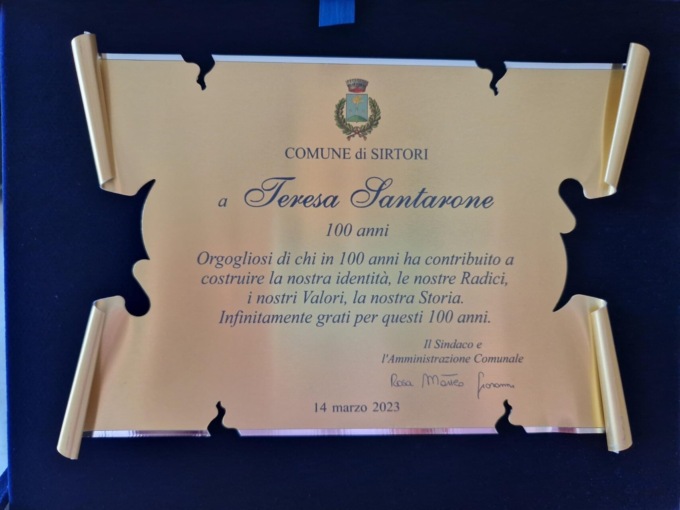 COMUNE di SIRTORI
a Teresa Santarone
100 anni
Orgogliosi di chi in 100 anni ha contribuito a
costruire la nostra identità, le nostre Radici,
i nostri Valori, la nostra Storia.
Infinitamente grati per questi 100 anni.
Il Sindaco e
l'Amministrazione Comunale
Rosa Matteo
14 marzo 2023